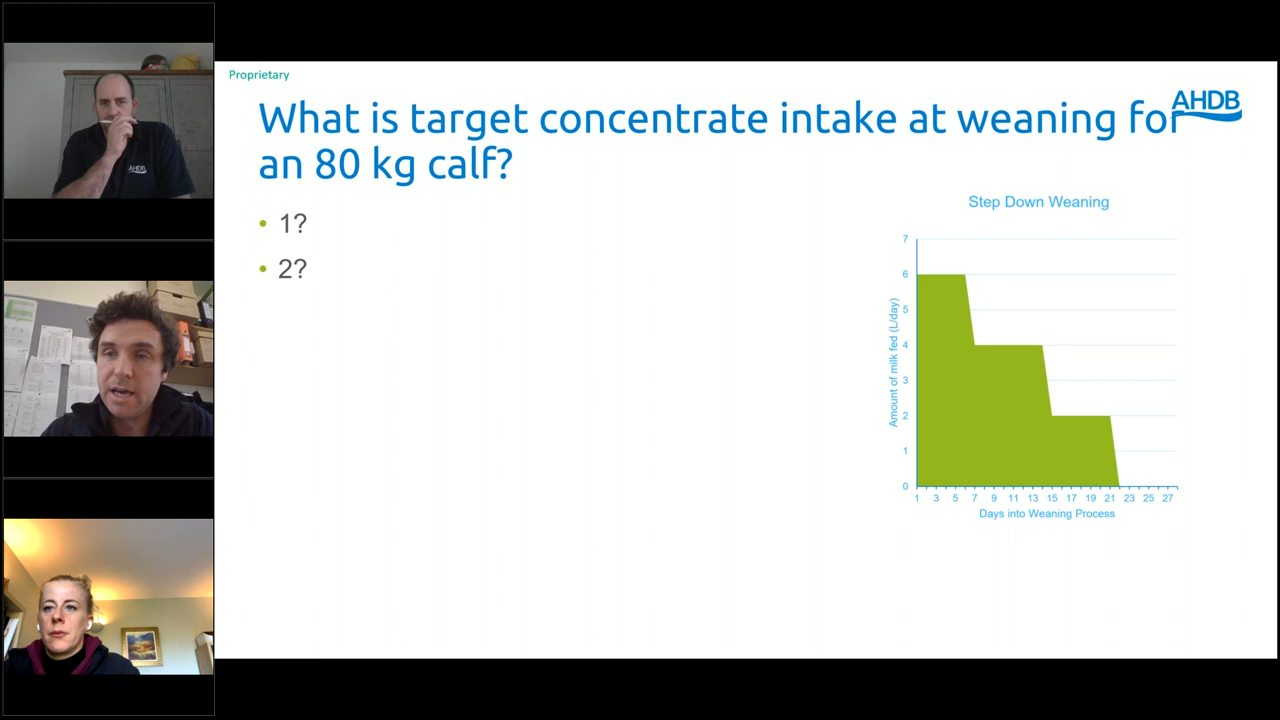 Proprietary
AHDB
What is target concentrate intake at weaning for
an 80 kg calf?
• 1?
• 2?
Step Down Weaning
7
6
5
4
3
2
1
0
Amount of milk fed (L/day)
1 3 5 7 9 11 13 15 17 19 21 23 25 27
Days into Weaning Process
AHDB